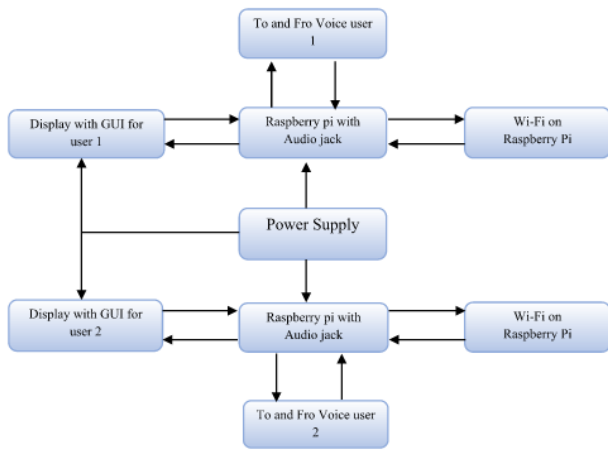 To and Fro Voice user
1
Display with GUI for
user 1
Raspberry pi with
Audio jack
Wi-Fi on
Raspberry Pi
Power Supply
Display with GUI for
user 2
Raspberry pi with
Audio jack
Wi-Fi on
Raspberry Pi
To and Fro Voice user
2